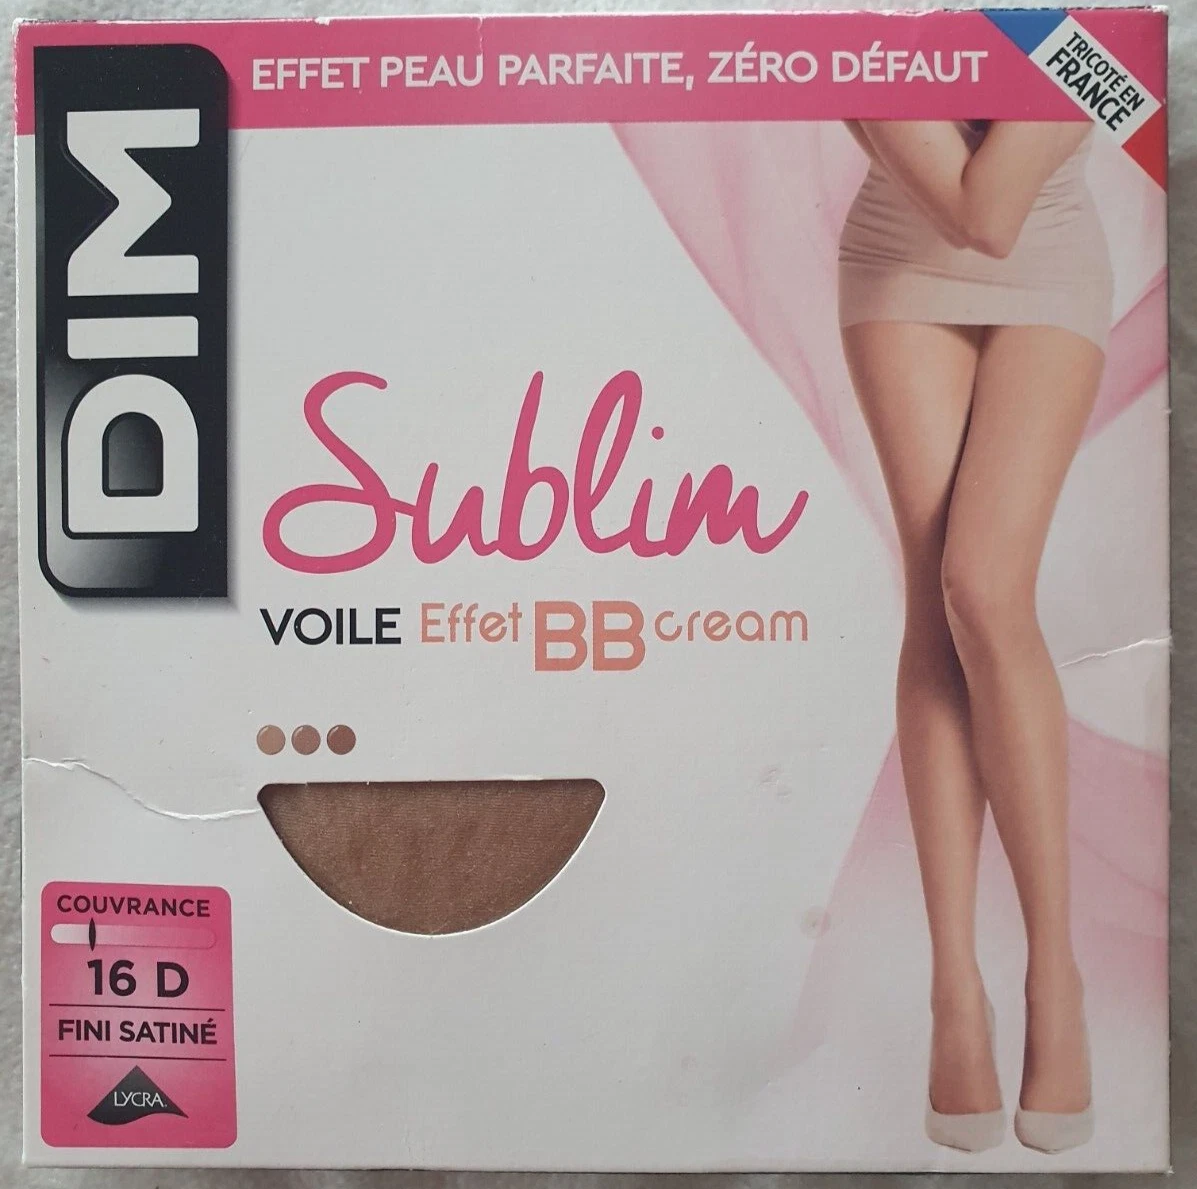 EFFET PEAU PARFAITE, ZÉRO DÉFAUT
TRICOTÉ EN
FRANCE
DIM
Sublim
VOILE Effet BB cream
COUVRANCE
16 D
FINI SATINÉ
LYCRA.